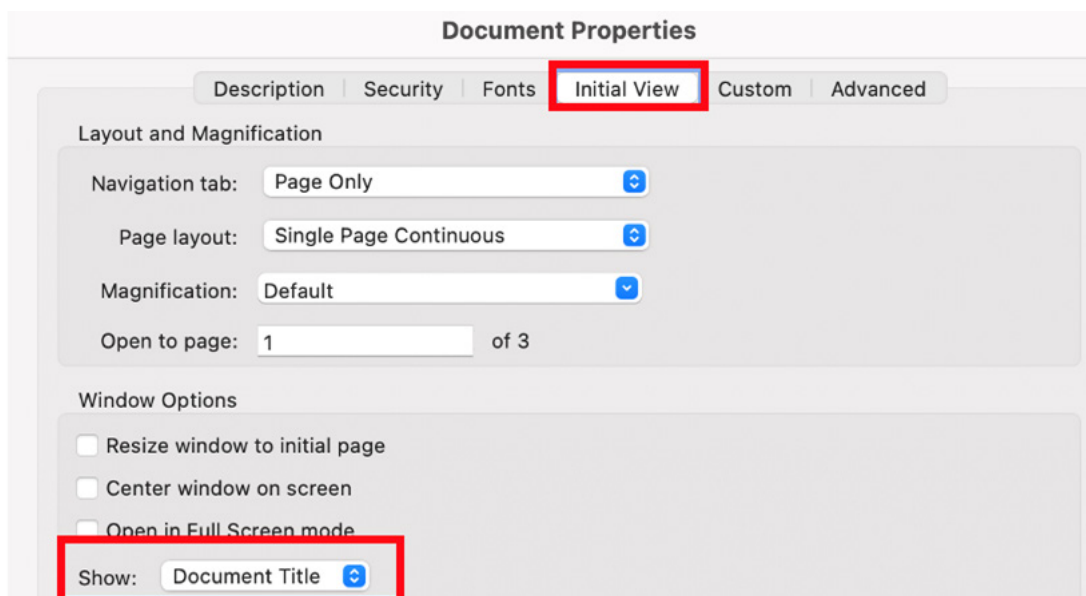 Document Properties
Description Security Fonts Initial View Custom Advanced
Layout and Magnification
Navigation tab: Page Only
Page layout: Single Page Continuous
Magnification: Default
Open to page: 1 of 3
Window Options
Resize window to initial page
Center window on screen
Open in Full Screen mode
Show: Document Title